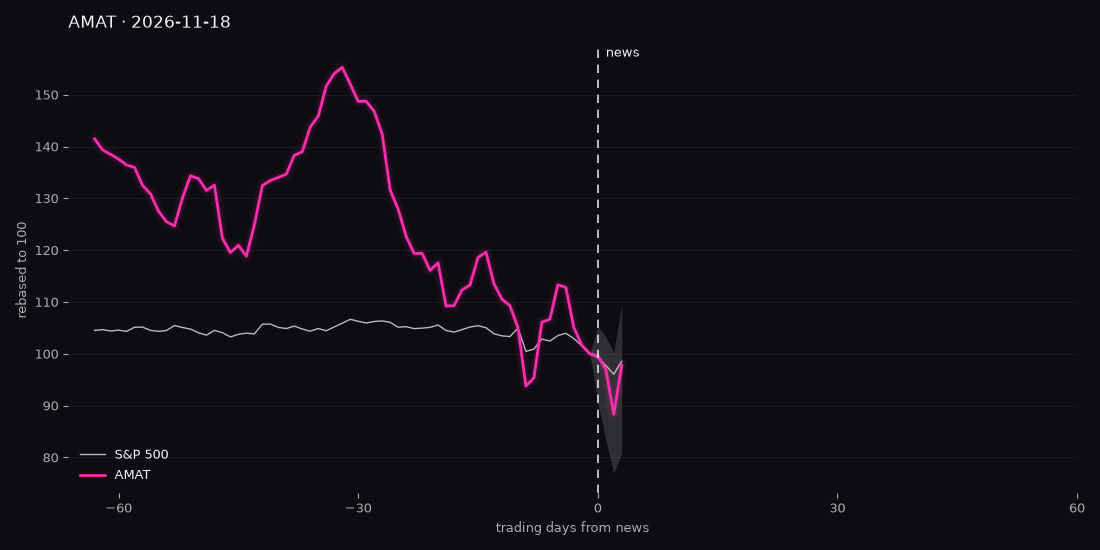 AMAT · 2026-11-18
news
150
140
130
120
110
100
90
80
rebased to 100
S&P 500
AMAT
−60
−30
0
30
60
trading days from news